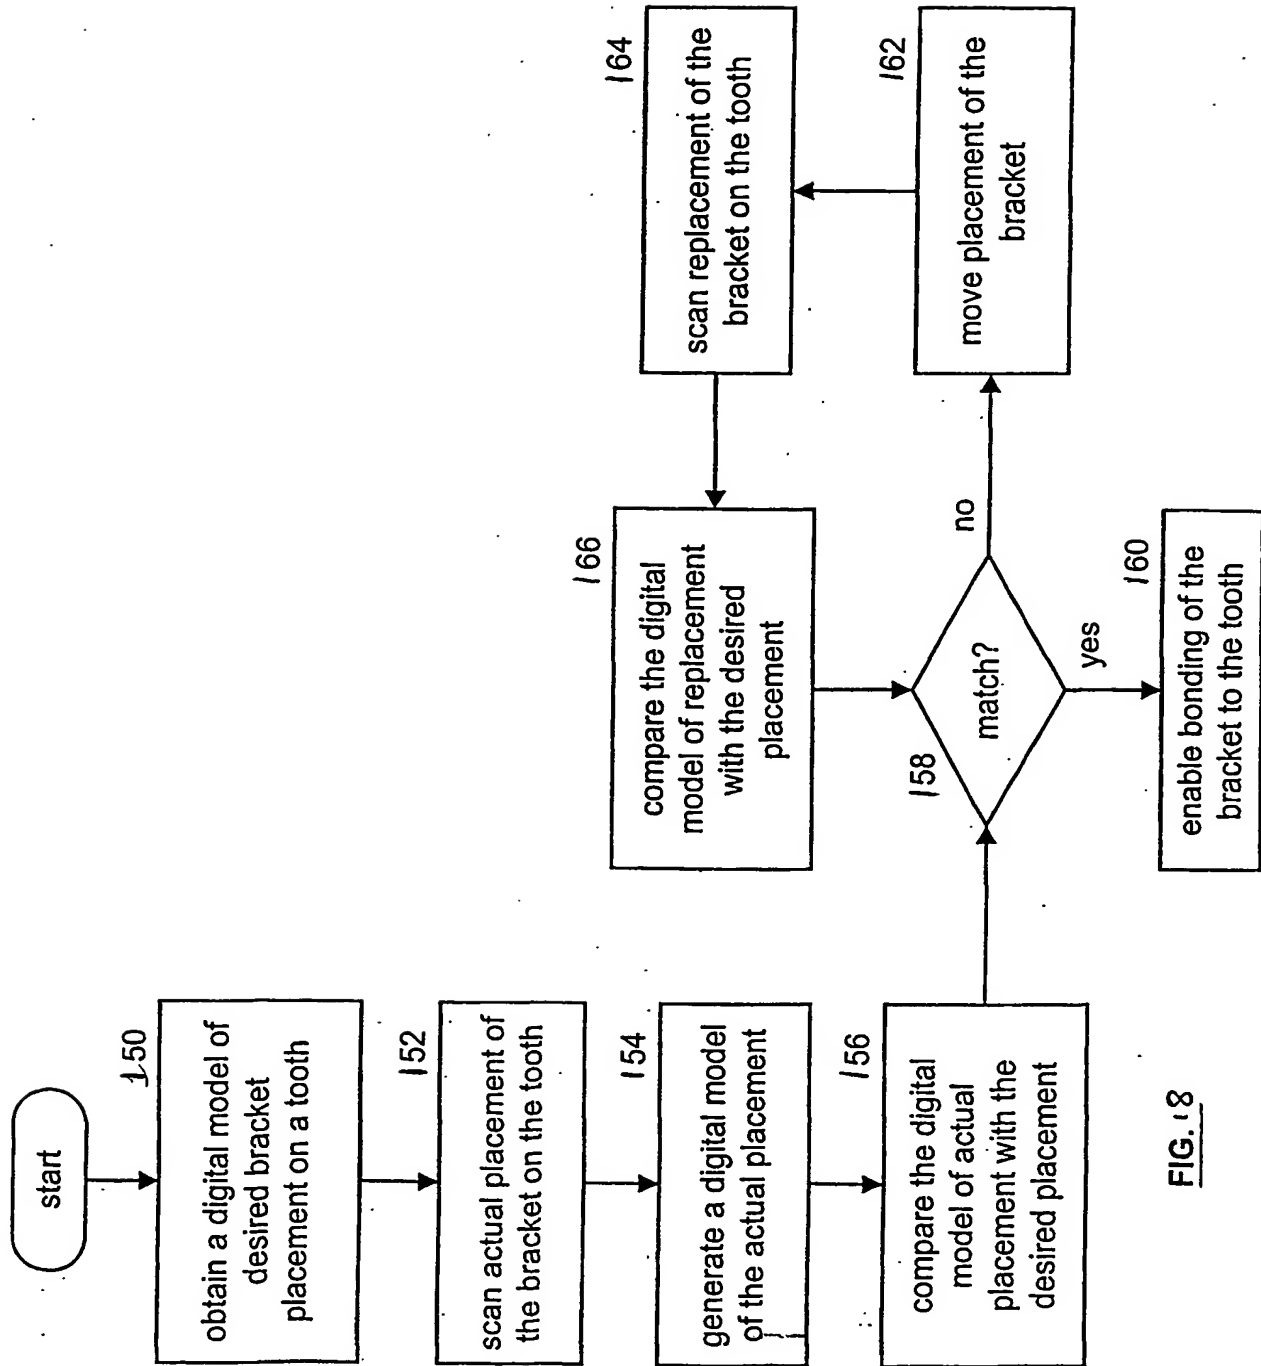 start
150
obtain a digital model of
desired bracket
placement on a tooth
152
scan actual placement of
the bracket on the tooth
154
generate a digital model
of the actual placement
156
compare the digital
model of actual
placement with the
desired placement
158
match?
yes
no
160
enable bonding of the
bracket to the tooth
162
move placement of the
bracket
164
scan replacement of the
bracket on the tooth
166
compare the digital
model of replacement
with the desired
placement
FIG. 18